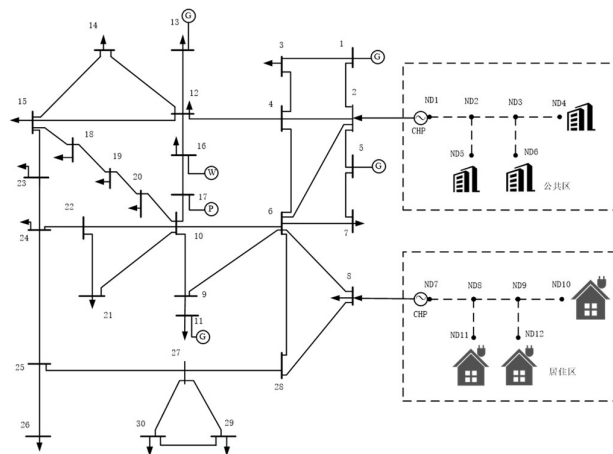 G
13
14
3
1
G
15
12
4
2
ND1
ND2
ND3
ND4
CHP
18
16
5
ND5
ND6
19
W
G
公共区
23
20
17
P
22
6
7
24
10
8
ND7
ND8
ND9
ND10
21
9
CHP
11
ND11
ND12
G
27
25
居住区
28
26
30
29